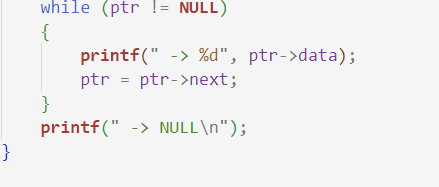 while (ptr != NULL)
{
printf(" -> %d", ptr->data);
ptr = ptr->next;
}
printf(" -> NULL\n");
}